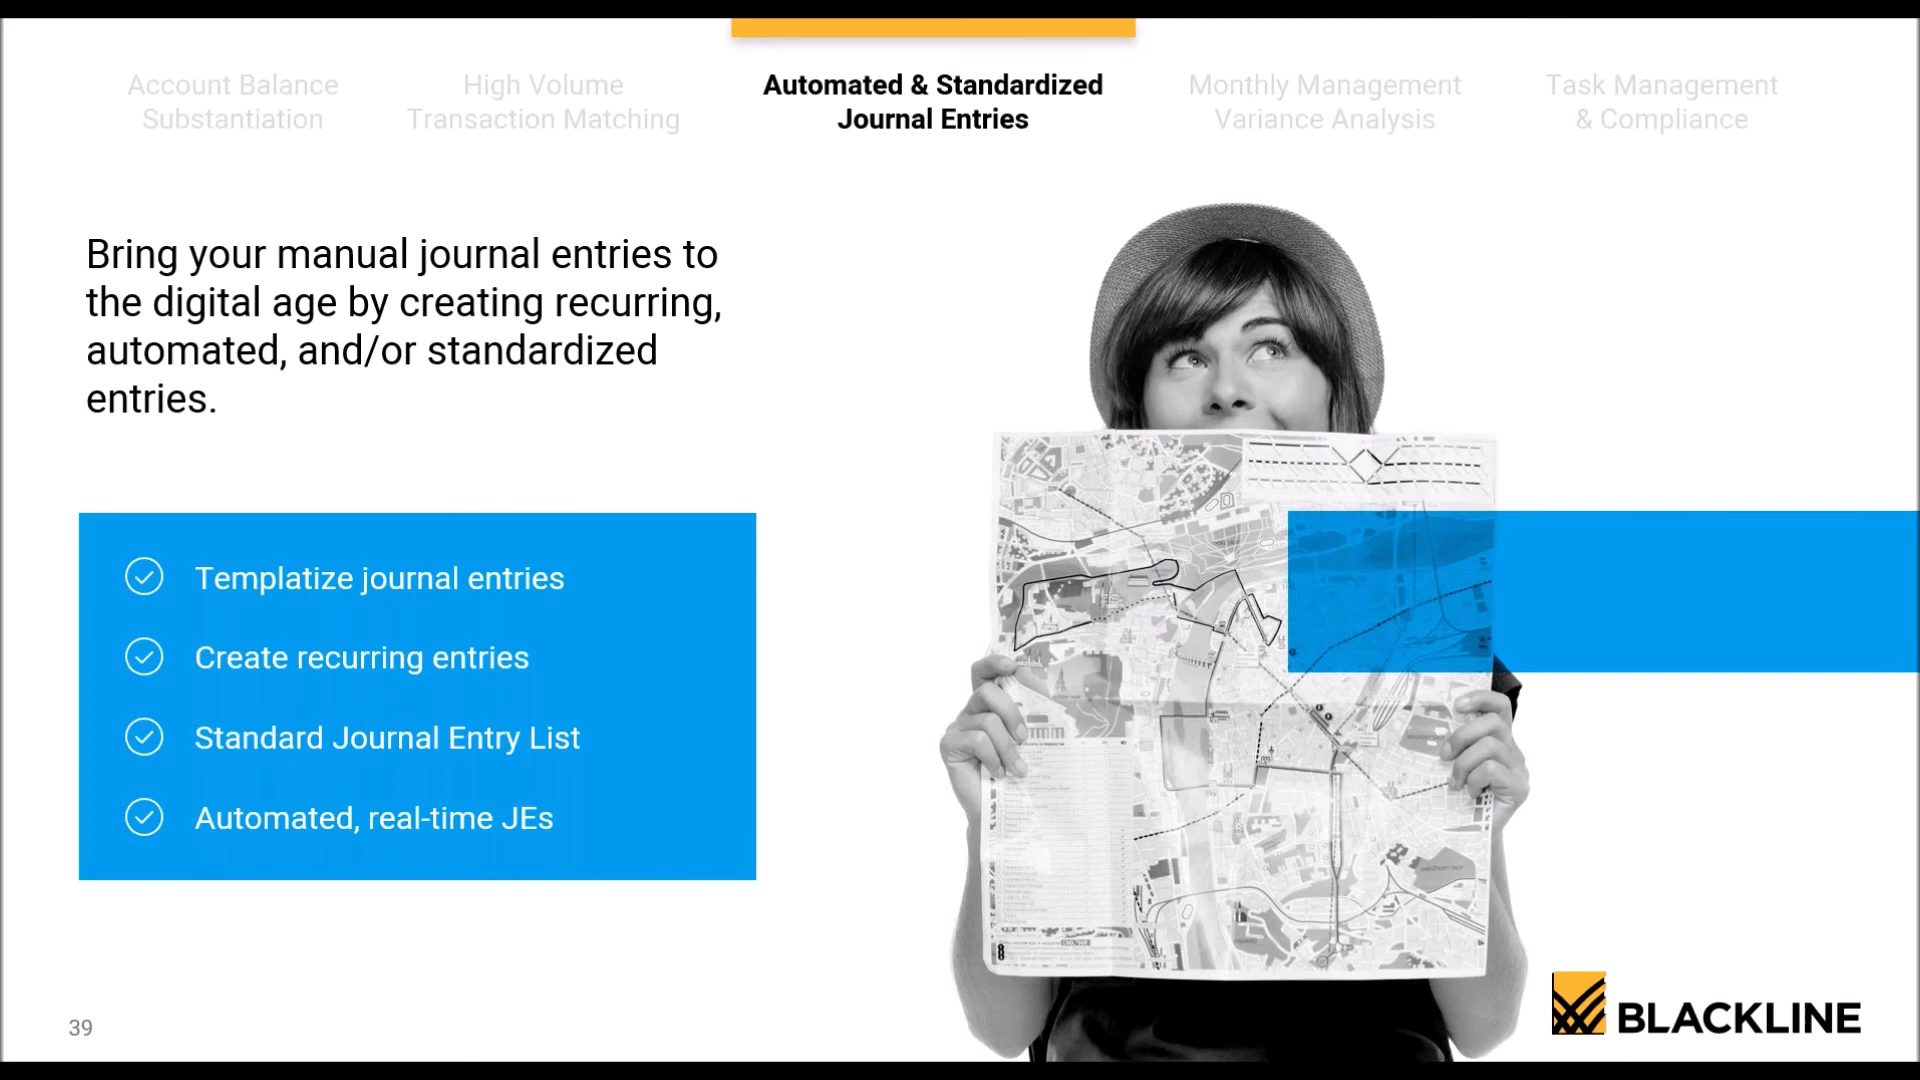 Account Balance
Substantiation
High Volume
Transaction Matching
Automated & Standardized
Journal Entries
Monthly Management
Variance Analysis
Task Management
& Compliance
Bring your manual journal entries to
the digital age by creating recurring,
automated, and/or standardized
entries.
Templatize journal entries
Create recurring entries
Standard Journal Entry List
Automated, real-time JEs
39
BLACKLINE